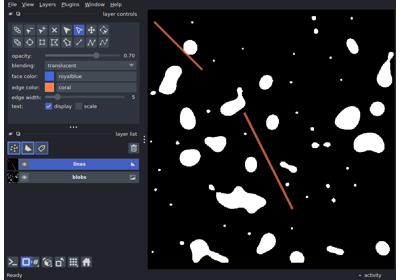 File View Layers Plugins Window Help
layer controls
opacity: 0.70
blending: translucent
face color: royalblue
edge color: coral
edge width: 5
text: display scale
layer list
lines
blobs
Ready
activity